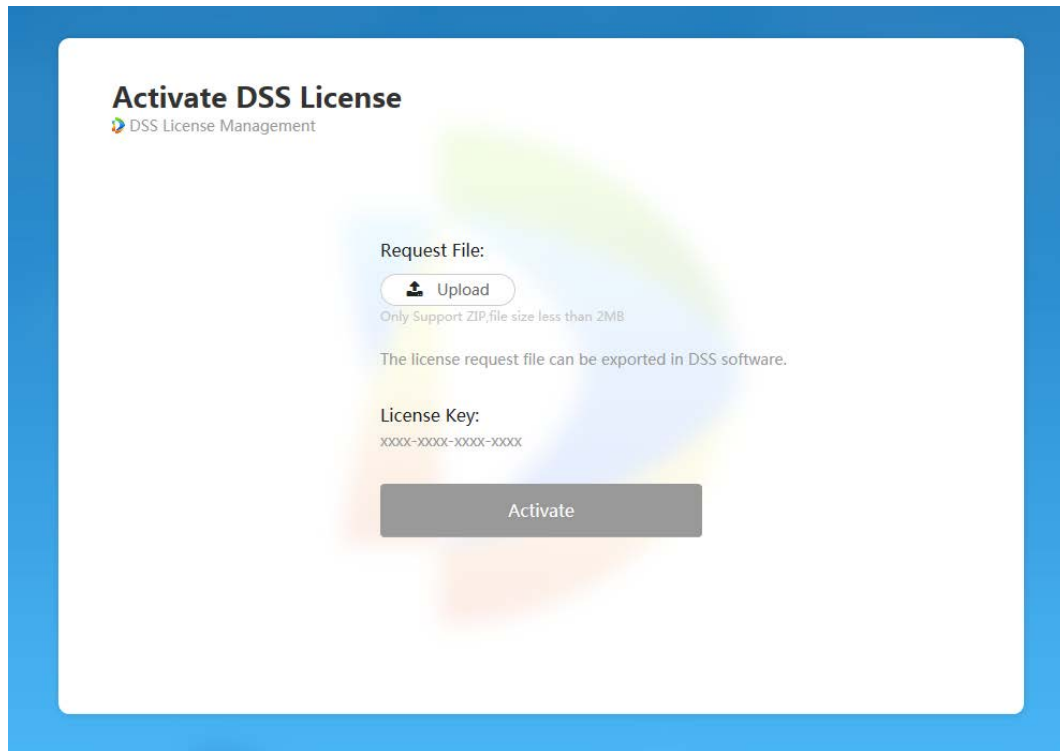 Activate DSS License
DSS License Management
Request File:
Upload
Only Support ZIP,file size less than 2MB
The license request file can be exported in DSS software.
License Key:
xxxx-xxxx-xxxx-xxxx
Activate